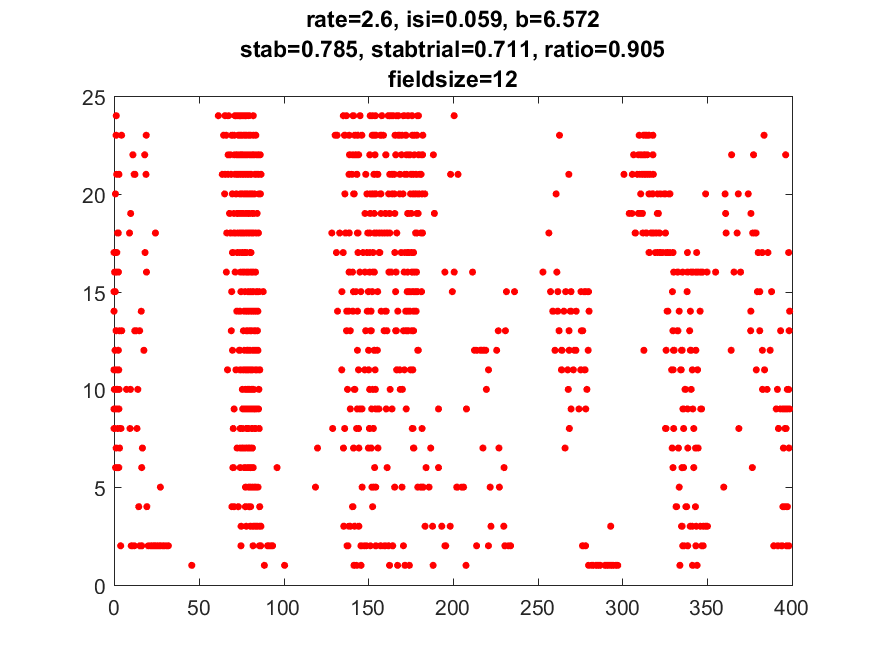 rate=2.6, isi=0.059, b=6.572
stab=0.785, stabtrial=0.711, ratio=0.905
fieldsize=12
25
20
15
10
5
0
0 50 100 150 200 250 300 350 400